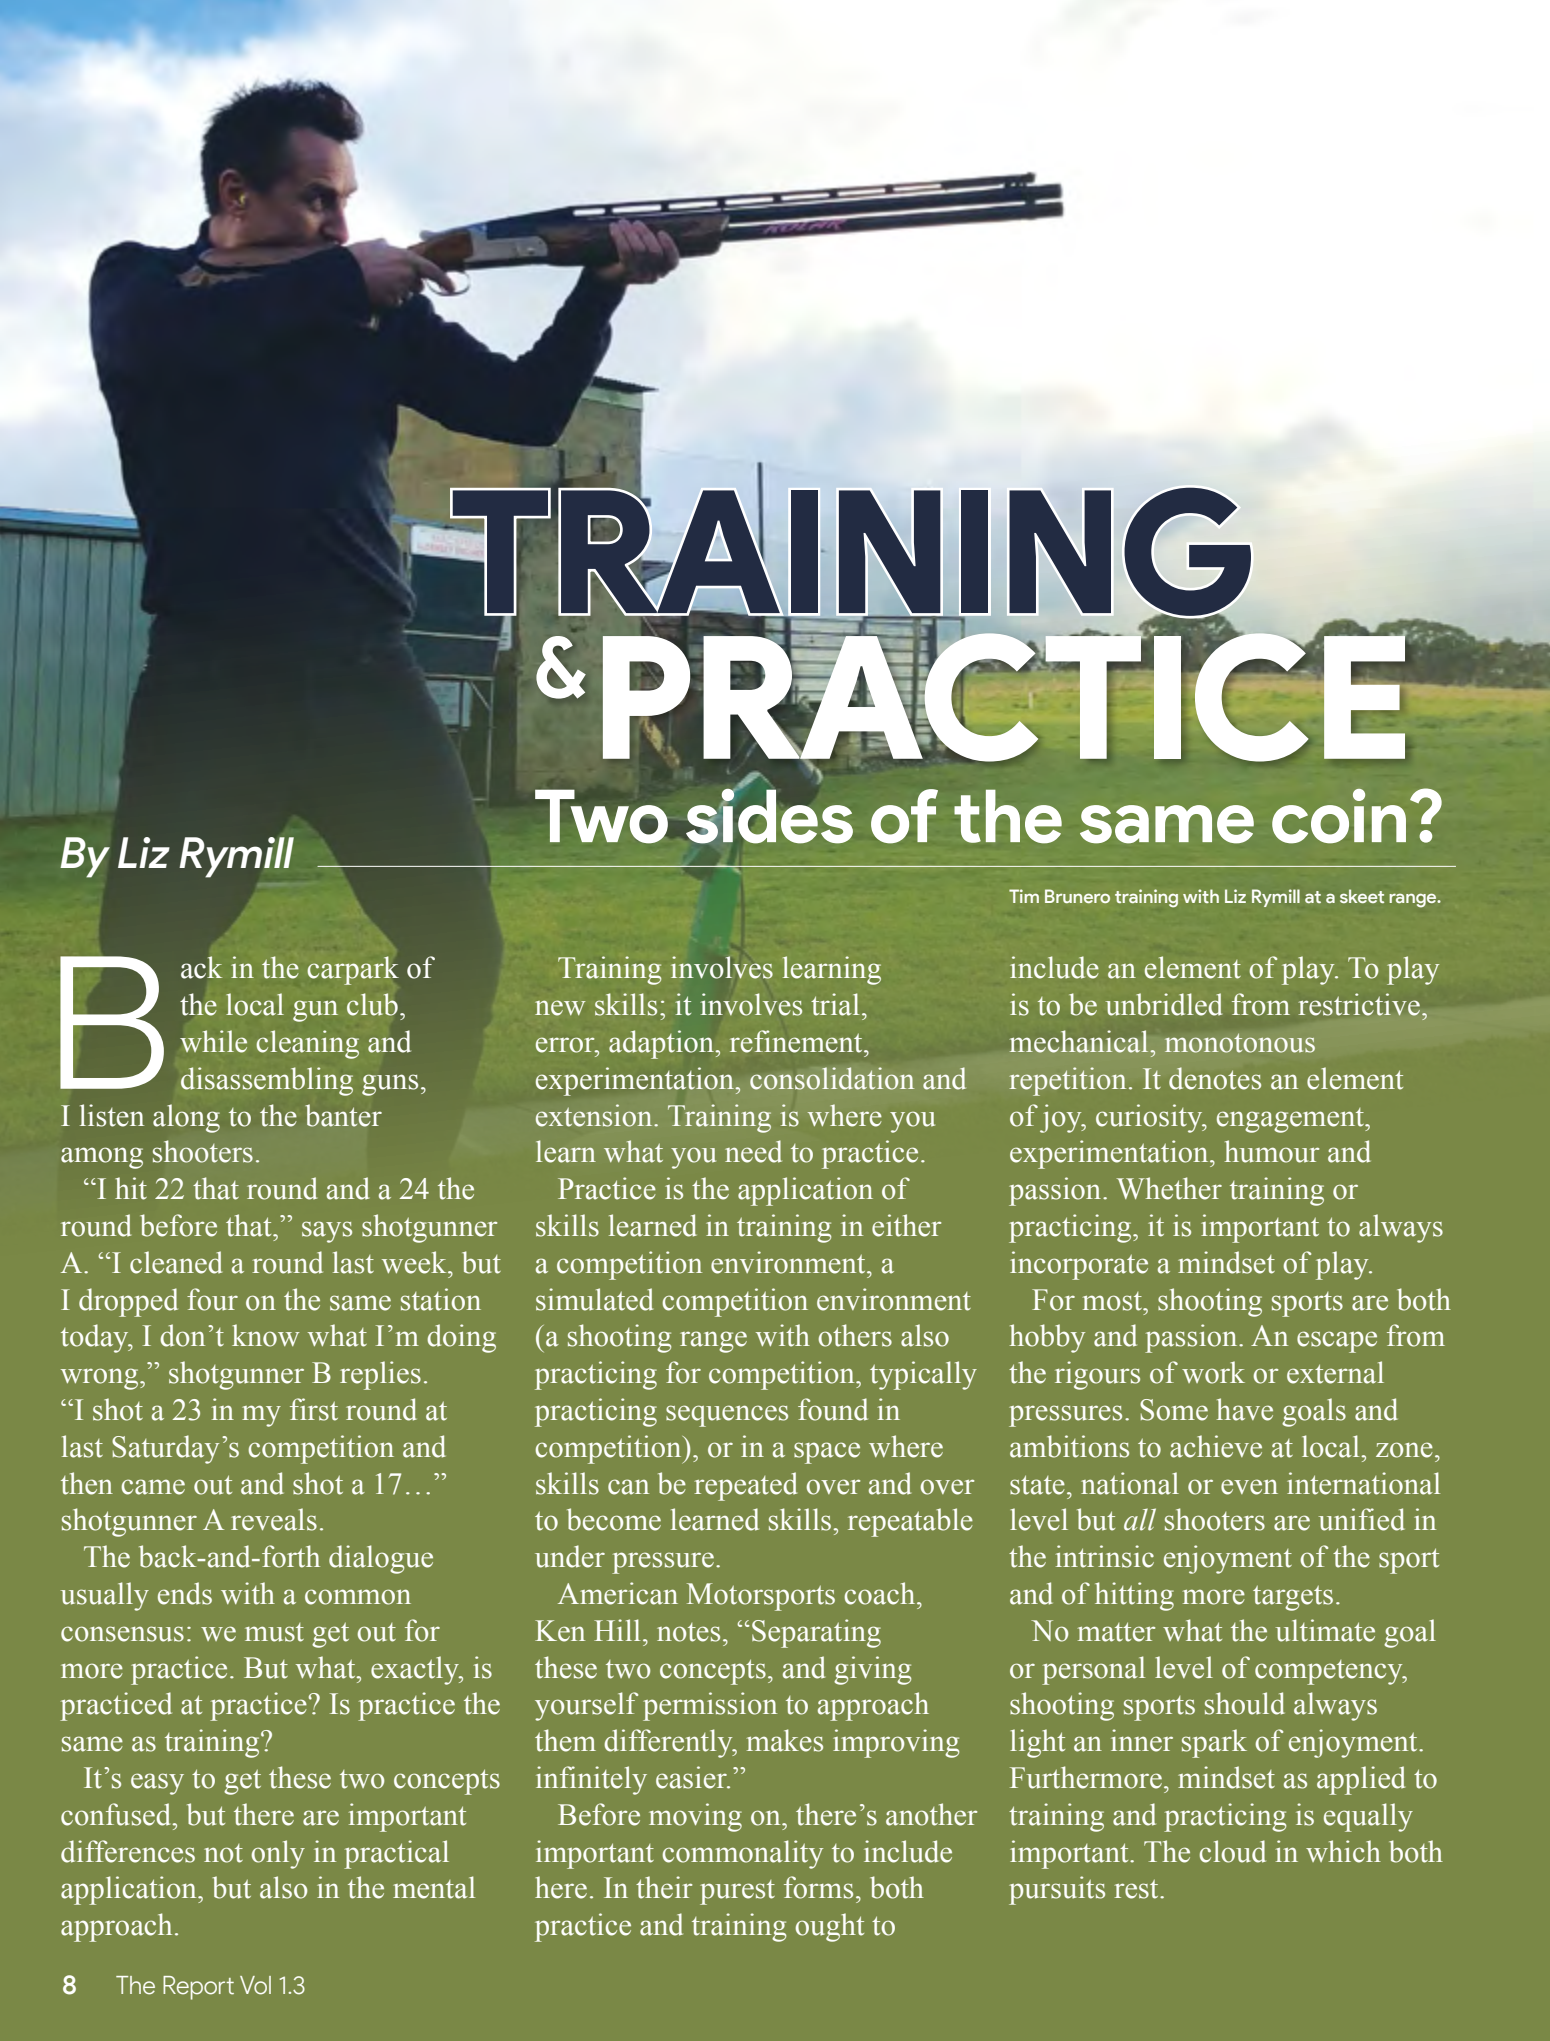 KOLAR
TRAINING
& PRACTICE
Two sides of the same coin?
By Liz Rymill
Tim Brunero training with Liz Rymill at a skeet range.
Back in the carpark of
the local gun club,
while cleaning and
disassembling guns,
I listen along to the banter
among shooters.
“I hit 22 that round and a 24 the
round before that,” says shotgunner
A. “I cleaned a round last week, but
I dropped four on the same station
today, I don’t know what I’m doing
wrong,” shotgunner B replies.
“I shot a 23 in my first round at
last Saturday’s competition and
then came out and shot a 17…”
shotgunner A reveals.
The back-and-forth dialogue
usually ends with a common
consensus: we must get out for
more practice. But what, exactly, is
practiced at practice? Is practice the
same as training?
It’s easy to get these two concepts
confused, but there are important
differences not only in practical
application, but also in the mental
approach.
Training involves learning
new skills; it involves trial,
error, adaption, refinement,
experimentation, consolidation and
extension. Training is where you
learn what you need to practice.
Practice is the application of
skills learned in training in either
a competition environment, a
simulated competition environment
(a shooting range with others also
practicing for competition, typically
practicing sequences found in
competition), or in a space where
skills can be repeated over and over
to become learned skills, repeatable
under pressure.
American Motorsports coach,
Ken Hill, notes, “Separating
these two concepts, and giving
yourself permission to approach
them differently, makes improving
infinitely easier.”
Before moving on, there’s another
important commonality to include
here. In their purest forms, both
practice and training ought to
include an element of play. To play
is to be unbridled from restrictive,
mechanical, monotonous
repetition. It denotes an element
of joy, curiosity, engagement,
experimentation, humour and
passion. Whether training or
practicing, it is important to always
incorporate a mindset of play.
For most, shooting sports are both
hobby and passion. An escape from
the rigours of work or external
pressures. Some have goals and
ambitions to achieve at local, zone,
state, national or even international
level but all shooters are unified in
the intrinsic enjoyment of the sport
and of hitting more targets.
No matter what the ultimate goal
or personal level of competency,
shooting sports should always
light an inner spark of enjoyment.
Furthermore, mindset as applied to
training and practicing is equally
important. The cloud in which both
pursuits rest.
8 The Report Vol 1.3